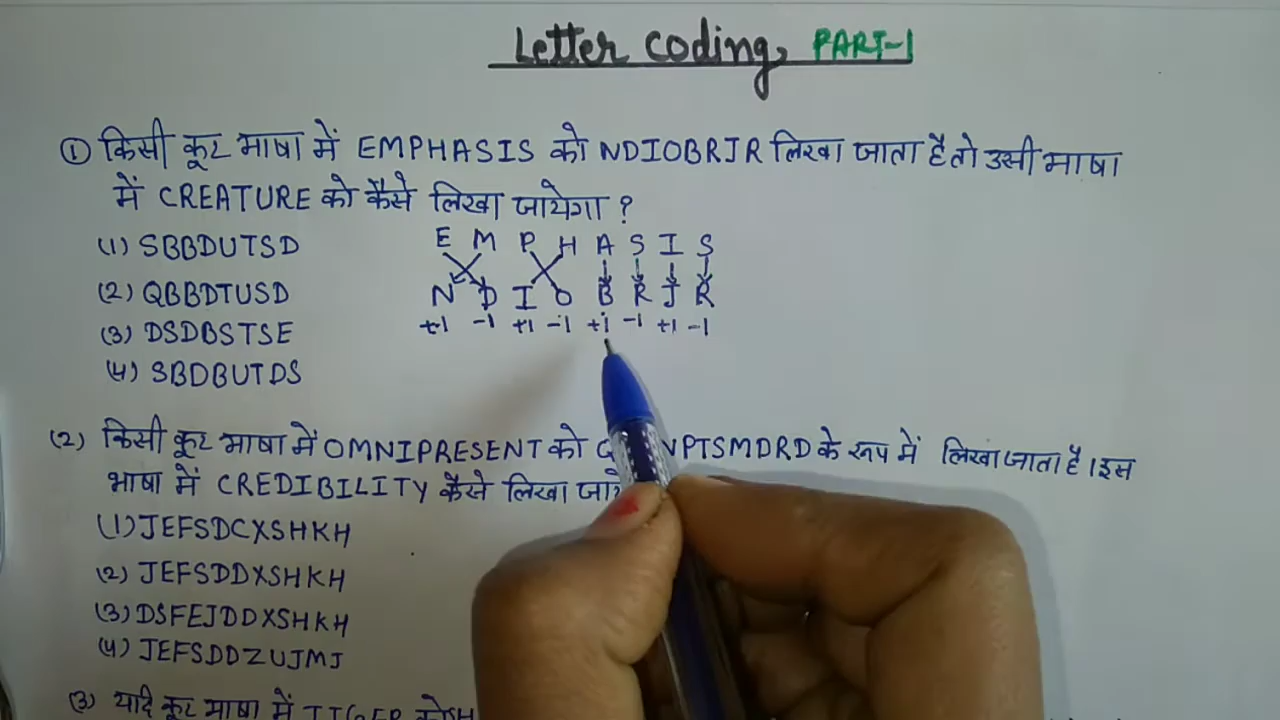 Letter coding, PART-1
① किसी कूट भाषा में EMPHASIS को NDIOBRJR लिखा जाता है तो उसी भाषा
में CREATURE को कैसे लिखा जायेगा ?
(1) SBBDUTSD
(2) QBBDTUSD
(3) DSDBSTSE
(4) SBDBUTDS
E M P H A S I S
N D I O B R J R
+1 -1 +1 -1 +1 -1 +1 -1
(2) किसी कूट भाषा में OMNIPRESENT को NPTSMDRD के रूप में लिखा जाता है । इस
भाषा में CREDIBILITY कैसे लिखा
(1) JEFSDCXSHKH
(2) JEFSDDXSHKH
(3) DSFEJDDXSHKH
(4) JEFSDDZUJMJ
(3) यदि कूट भाषा में